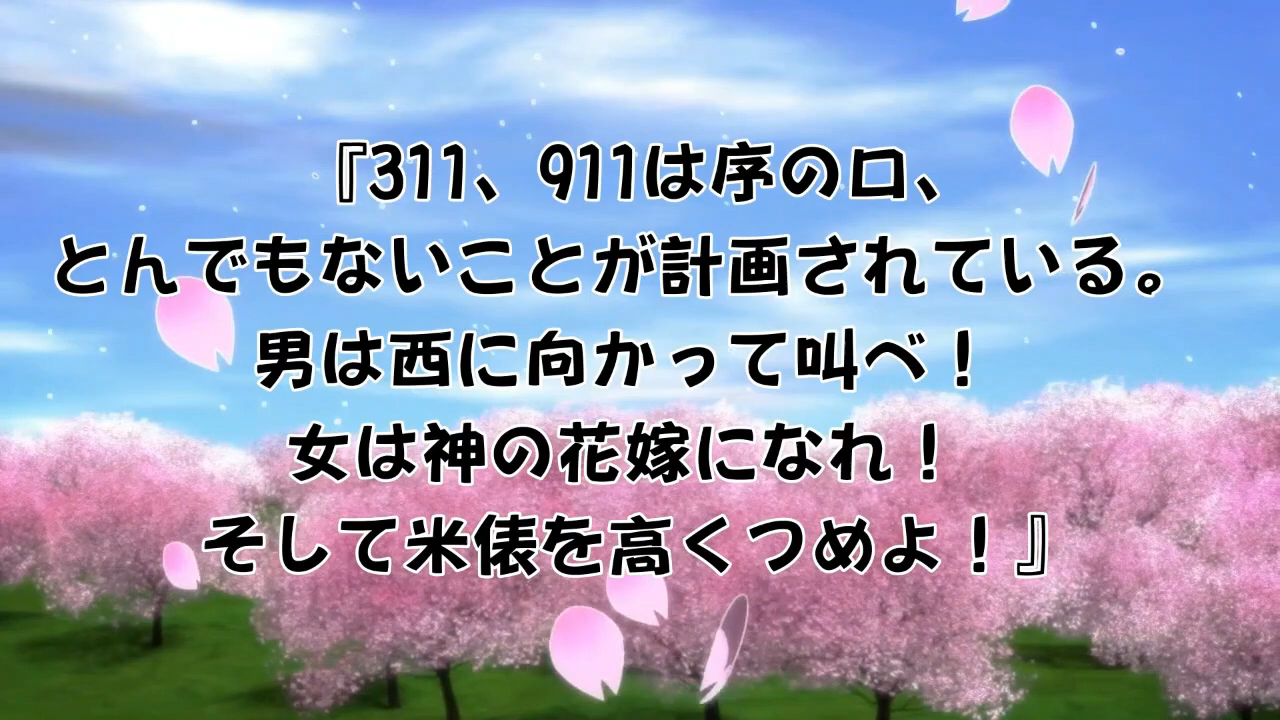 『311、911は序の口、
とんでもないことが計画されている。
男は西に向かって叫べ！
女は神の花嫁になれ！
そして米俵を高くつめよ！』